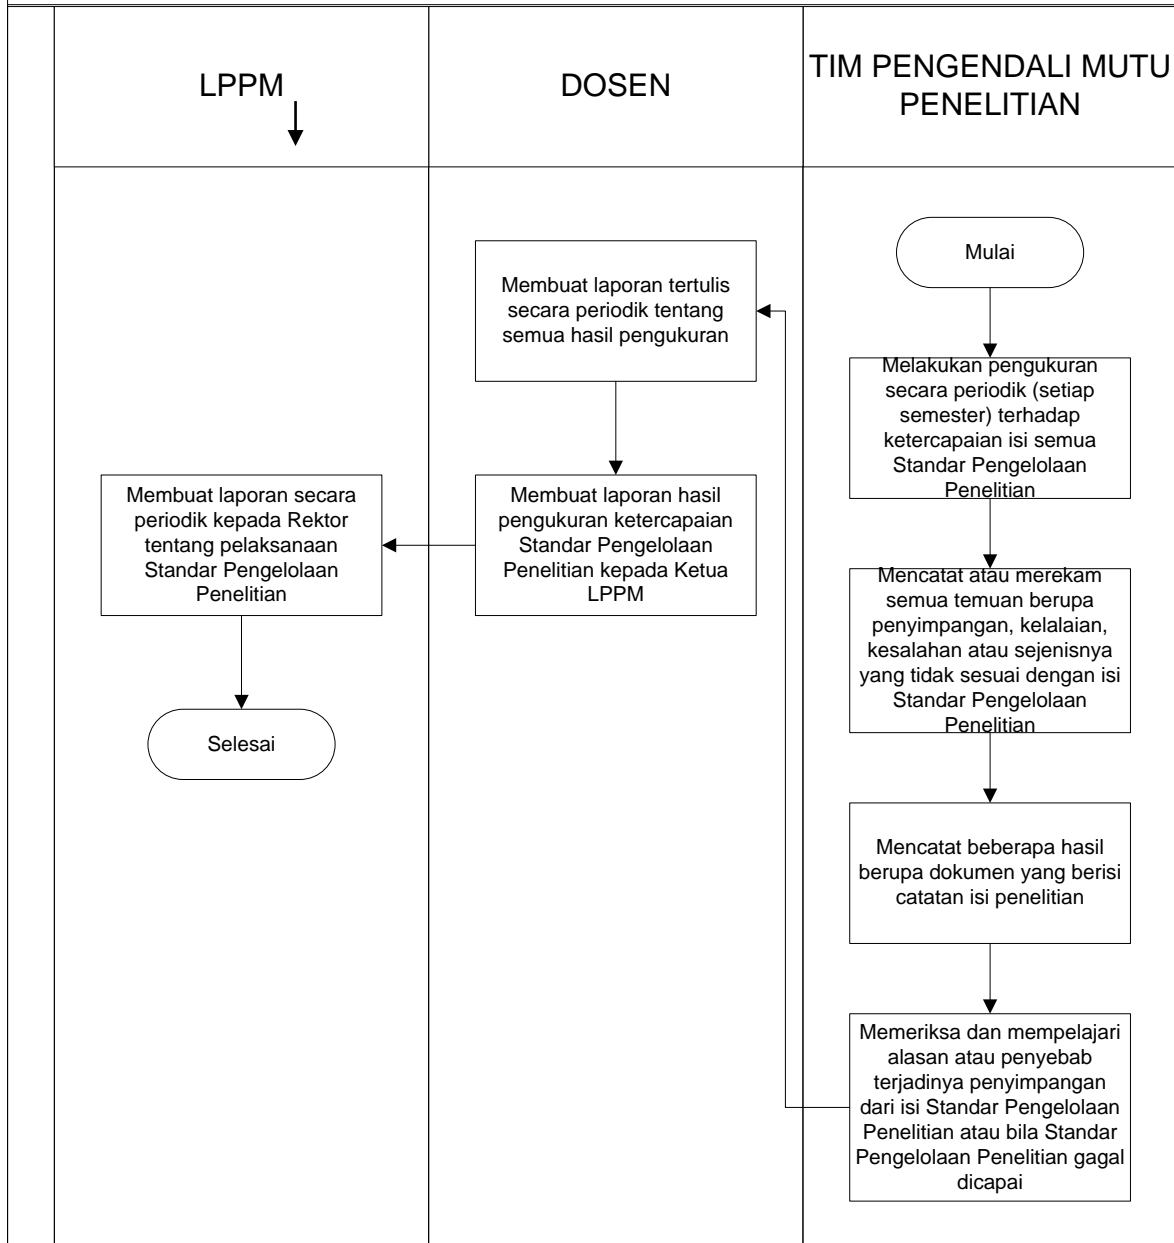 LPPM
DOSEN
TIM PENGENDALI MUTU
PENELITIAN
Mulai
Melakukan pengukuran
secara periodik (setiap
semester) terhadap
ketercapaian isi semua
Standar Pengelolaan
Penelitian
Mencatat atau merekam
semua temuan berupa
penyimpangan, kelalaian,
kesalahan atau sejenisnya
yang tidak sesuai dengan isi
Standar Pengelolaan
Penelitian
Mencatat beberapa hasil
berupa dokumen yang berisi
catatan isi penelitian
Memeriksa dan mempelajari
alasan atau penyebab
terjadinya penyimpangan
dari isi Standar Pengelolaan
Penelitian atau bila Standar
Pengelolaan Penelitian gagal
dicapai
Membuat laporan tertulis
secara periodik tentang
semua hasil pengukuran
Membuat laporan hasil
pengukuran ketercapaian
Standar Pengelolaan
Penelitian kepada Ketua
LPPM
Membuat laporan secara
periodik kepada Rektor
tentang pelaksanaan
Standar Pengelolaan
Penelitian
Selesai